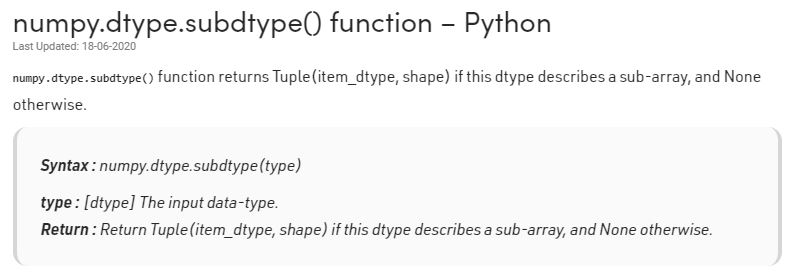 numpy.dtype.subdtype() function – Python
Last Updated: 18-06-2020
numpy.dtype.subdtype() function returns Tuple(item_dtype, shape) if this dtype describes a sub-array, and None
otherwise.
Syntax : numpy.dtype.subdtype(type)
type : [dtype] The input data-type.
Return : Return Tuple(item_dtype, shape) if this dtype describes a sub-array, and None otherwise.